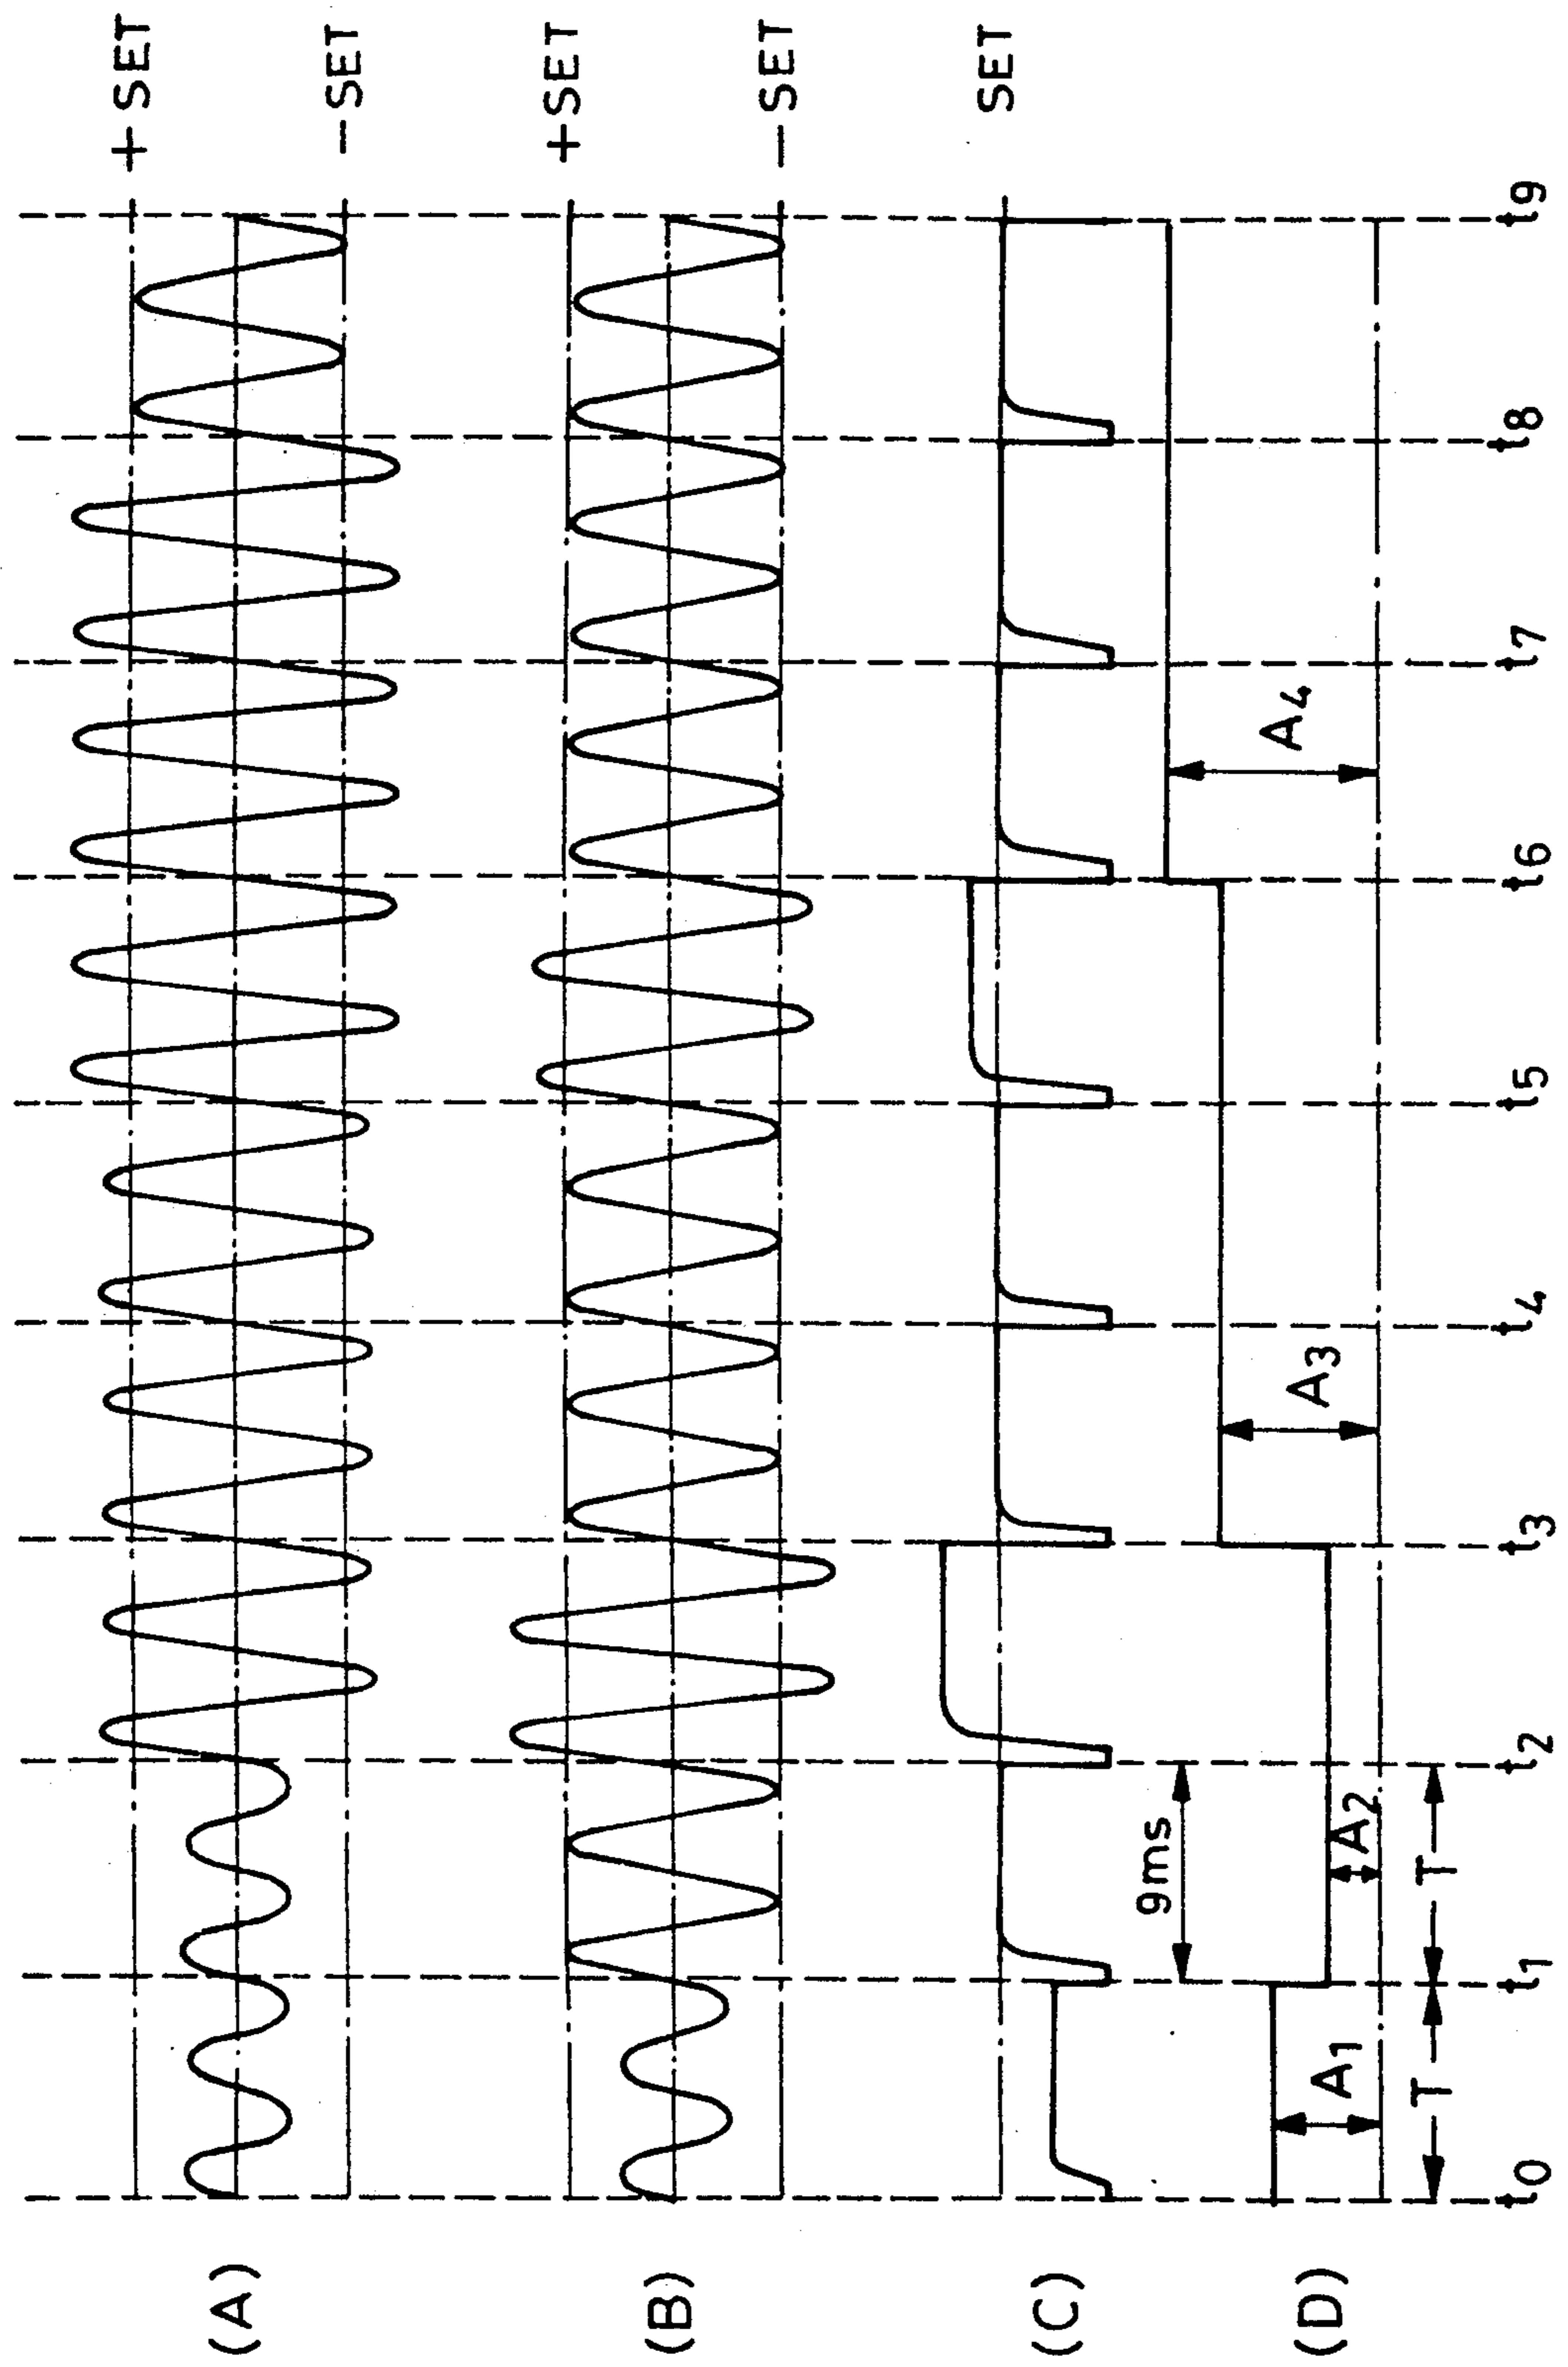 (A)
+SET
−SET
(B)
+SET
−SET
(C)
SET
9ms
(D)
A1
A2
A3
A4
T
T
t0
t1
t2
t3
t4
t5
t6
t7
t8
t9